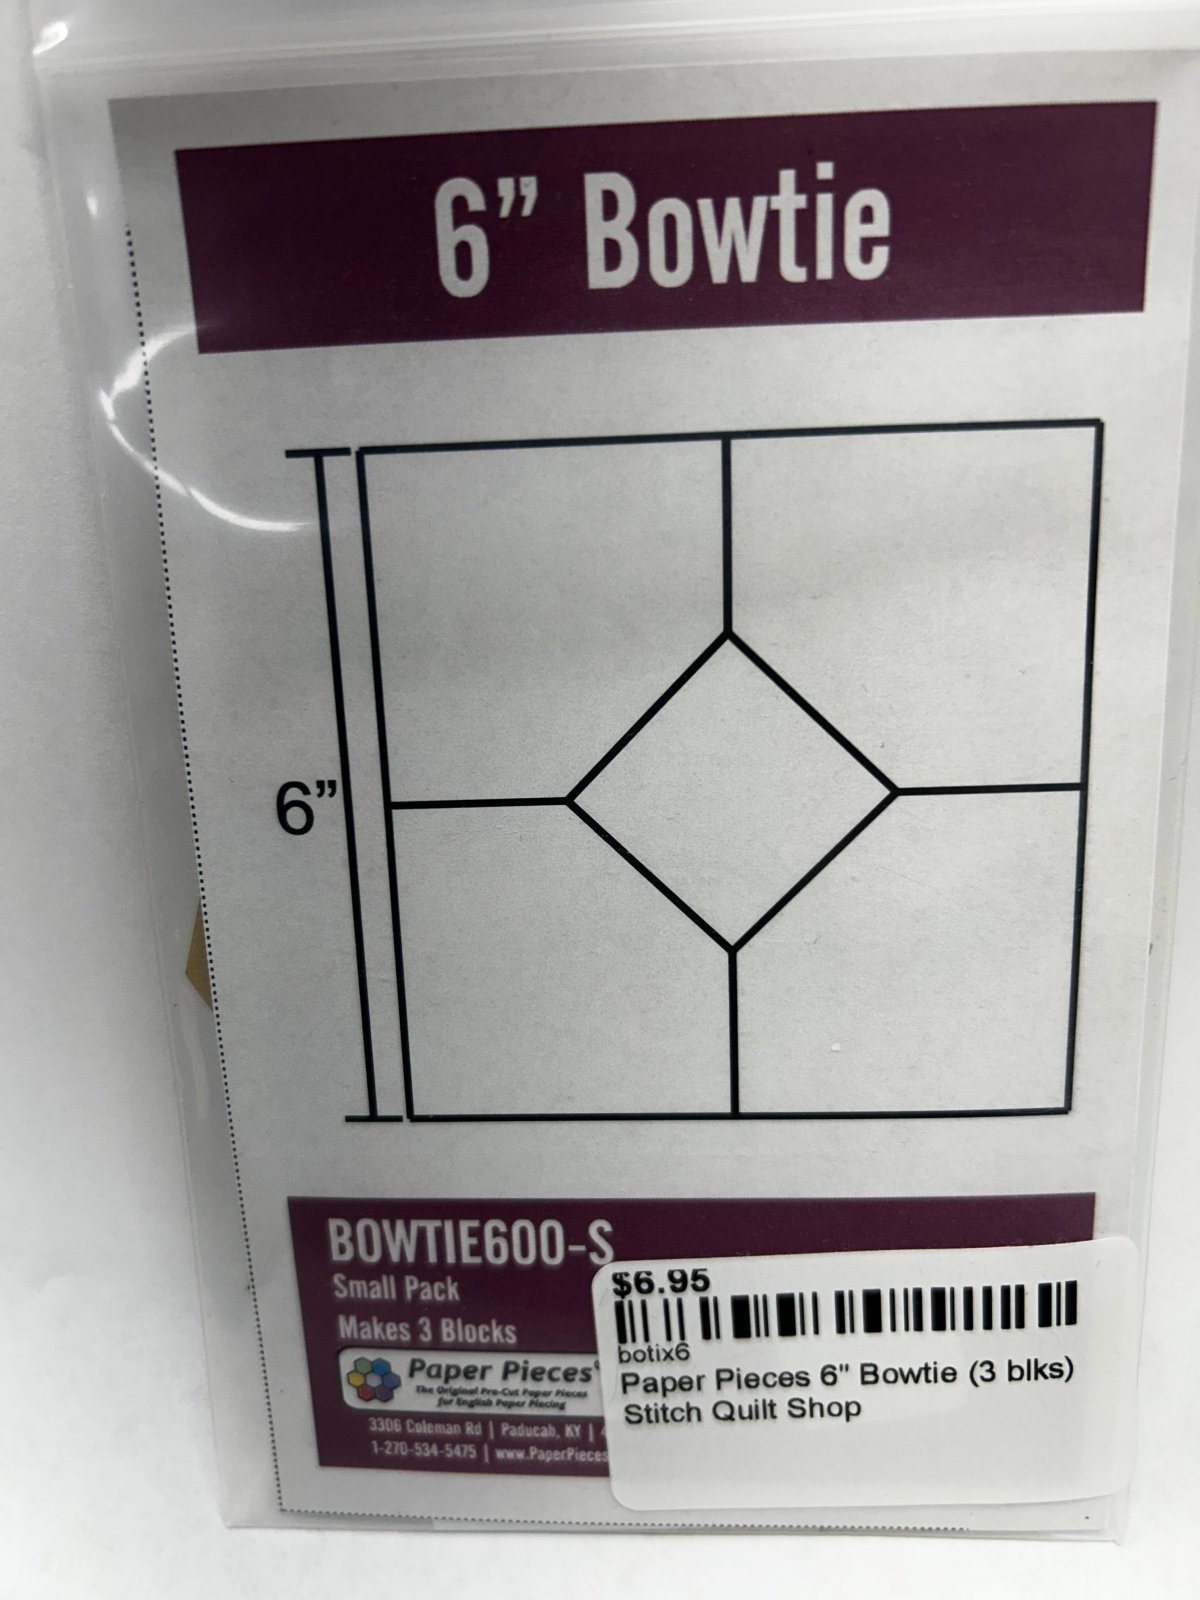 6” Bowtie
6”
BOWTIE600-S
Small Pack
Makes 3 Blocks
Paper Pieces
The Original Pre-Cut Paper Pieces
for English Paper Piecing
3306 Coleman Rd | Paducah, KY |
1-270-534-5475 | www.PaperPieces
$6.95
botix6
Paper Pieces 6" Bowtie (3 blks)
Stitch Quilt Shop